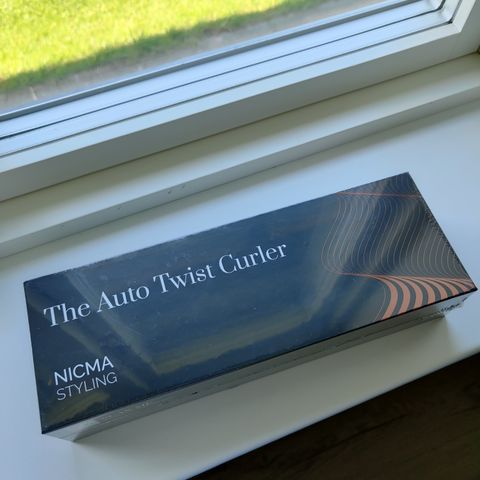 The Auto Twist Curler
NICMA
STYLING